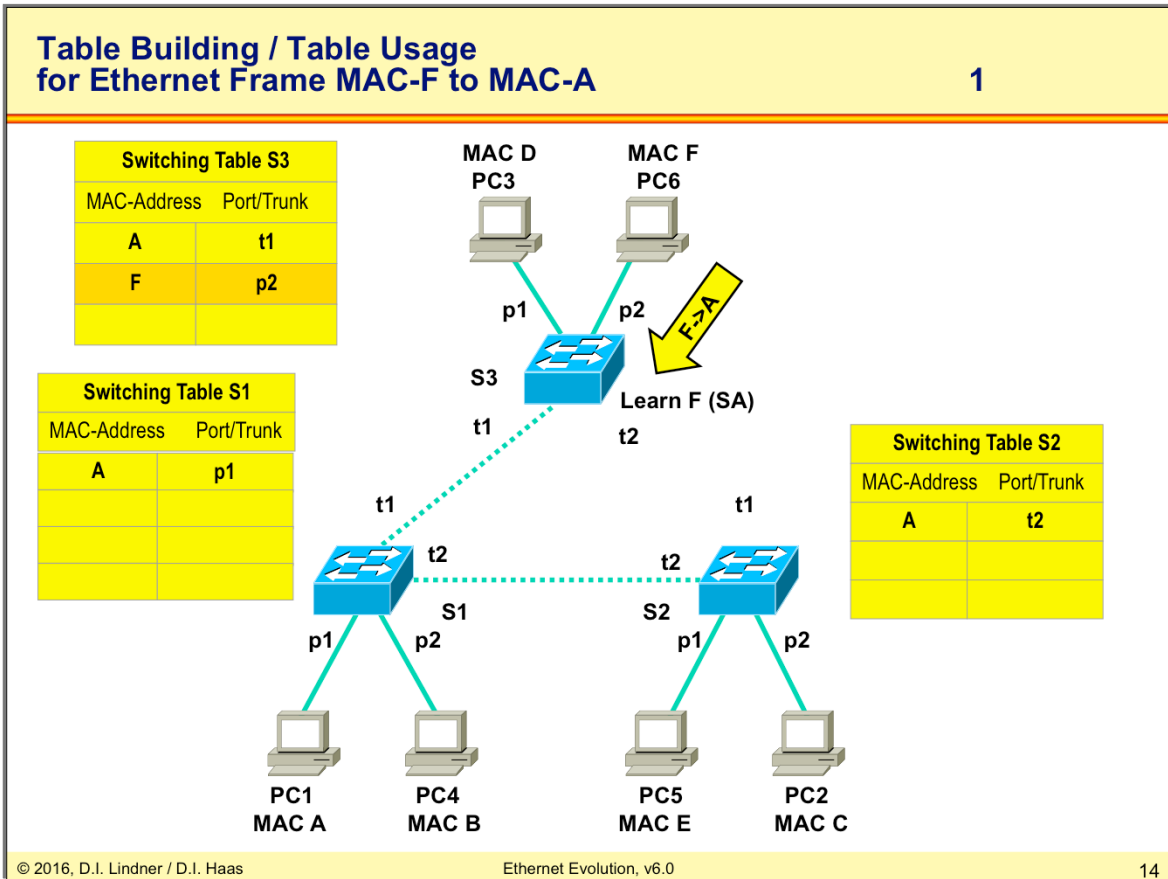 Table Building / Table Usage
for Ethernet Frame MAC-F to MAC-A
1
Switching Table S3
MAC-Address Port/Trunk
A t1
F p2
MAC D
PC3
MAC F
PC6
p1
p2
F->A
S3
Learn F (SA)
t1
t2
Switching Table S1
MAC-Address Port/Trunk
A p1
Switching Table S2
MAC-Address Port/Trunk
A t2
t1
t1
t2
t2
S1
S2
p1
p2
p1
p2
PC1
MAC A
PC4
MAC B
PC5
MAC E
PC2
MAC C
© 2016, D.I. Lindner / D.I. Haas
Ethernet Evolution, v6.0
14